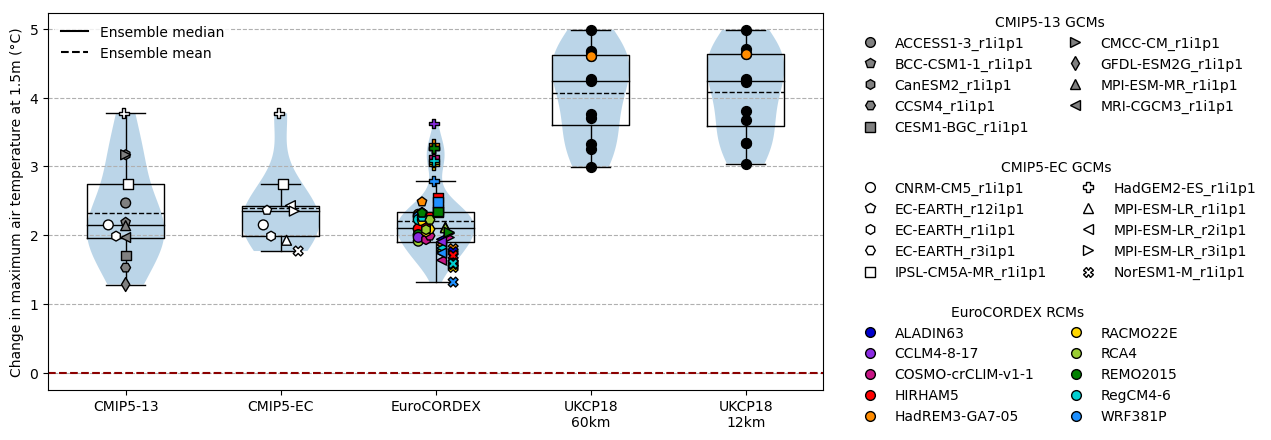 Change in maximum air temperature at 1.5m (°C)
5
4
3
2
1
0
Ensemble median
Ensemble mean
CMIP5-13
CMIP5-EC
EuroCORDEX
UKCP18
60km
UKCP18
12km
CMIP5-13 GCMs
ACCESS1-3_r1i1p1
BCC-CSM1-1_r1i1p1
CanESM2_r1i1p1
CCSM4_r1i1p1
CESM1-BGC_r1i1p1
CMCC-CM_r1i1p1
GFDL-ESM2G_r1i1p1
MPI-ESM-MR_r1i1p1
MRI-CGCM3_r1i1p1
CMIP5-EC GCMs
CNRM-CM5_r1i1p1
EC-EARTH_r12i1p1
EC-EARTH_r1i1p1
EC-EARTH_r3i1p1
IPSL-CM5A-MR_r1i1p1
HadGEM2-ES_r1i1p1
MPI-ESM-LR_r1i1p1
MPI-ESM-LR_r2i1p1
MPI-ESM-LR_r3i1p1
NorESM1-M_r1i1p1
EuroCORDEX RCMs
ALADIN63
CCLM4-8-17
COSMO-crCLIM-v1-1
HIRHAM5
HadREM3-GA7-05
RACMO22E
RCA4
REMO2015
RegCM4-6
WRF381P